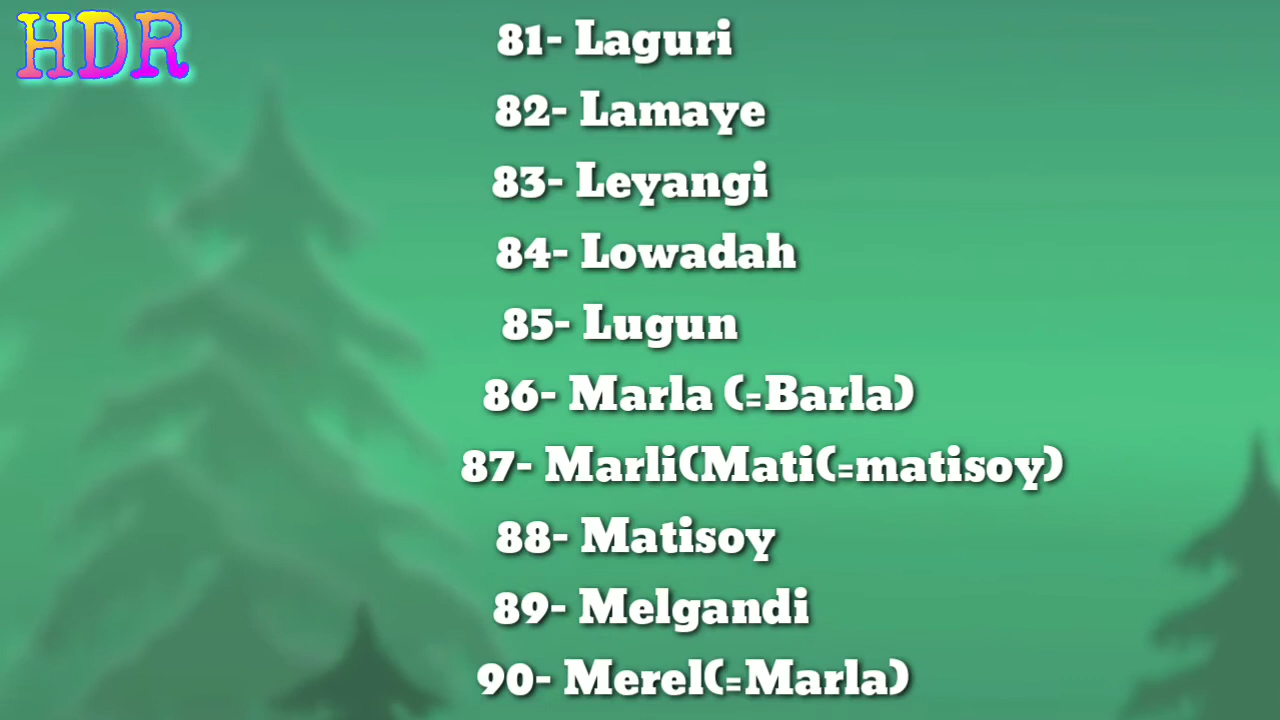 HDR
81- Laguri
82- Lamaye
83- Leyangi
84- Lowadah
85- Lugun
86- Marla (=Barla)
87- Marli(Mati(=matisoy)
88- Matisoy
89- Melgandi
90- Merel(=Marla)